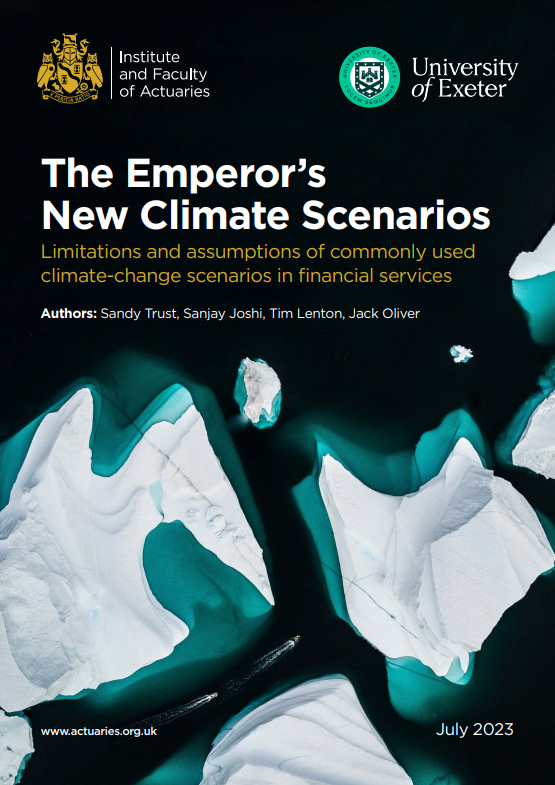 Institute
and Faculty
of Actuaries
University
of Exeter
The Emperor's
New Climate Scenarios
Limitations and assumptions of commonly used
climate-change scenarios in financial services
Authors: Sandy Trust, Sanjay Joshi, Tim Lenton, Jack Oliver
www.actuaries.org.uk
July 2023